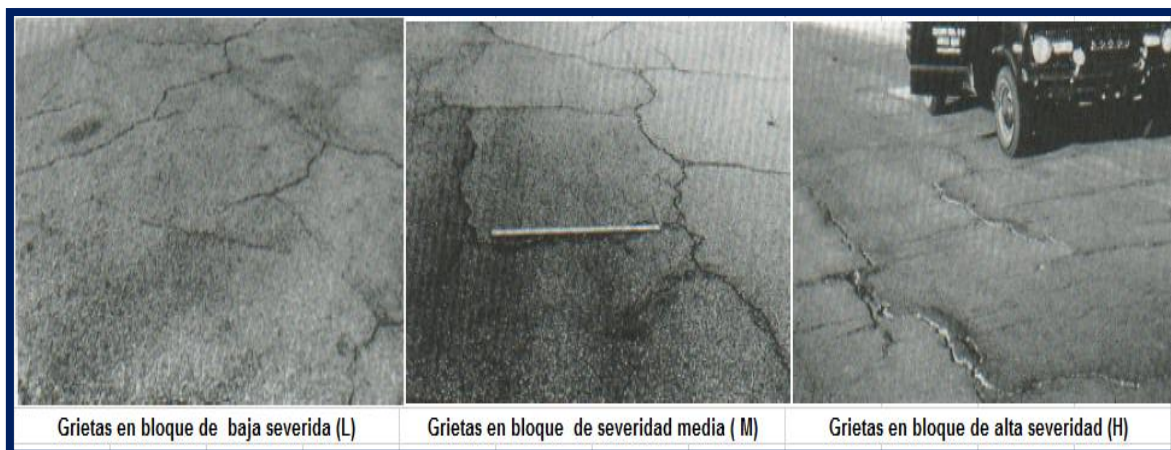 Grietas en bloque de baja severida (L)
Grietas en bloque de severidad media ( M)
Grietas en bloque de alta severidad (H)